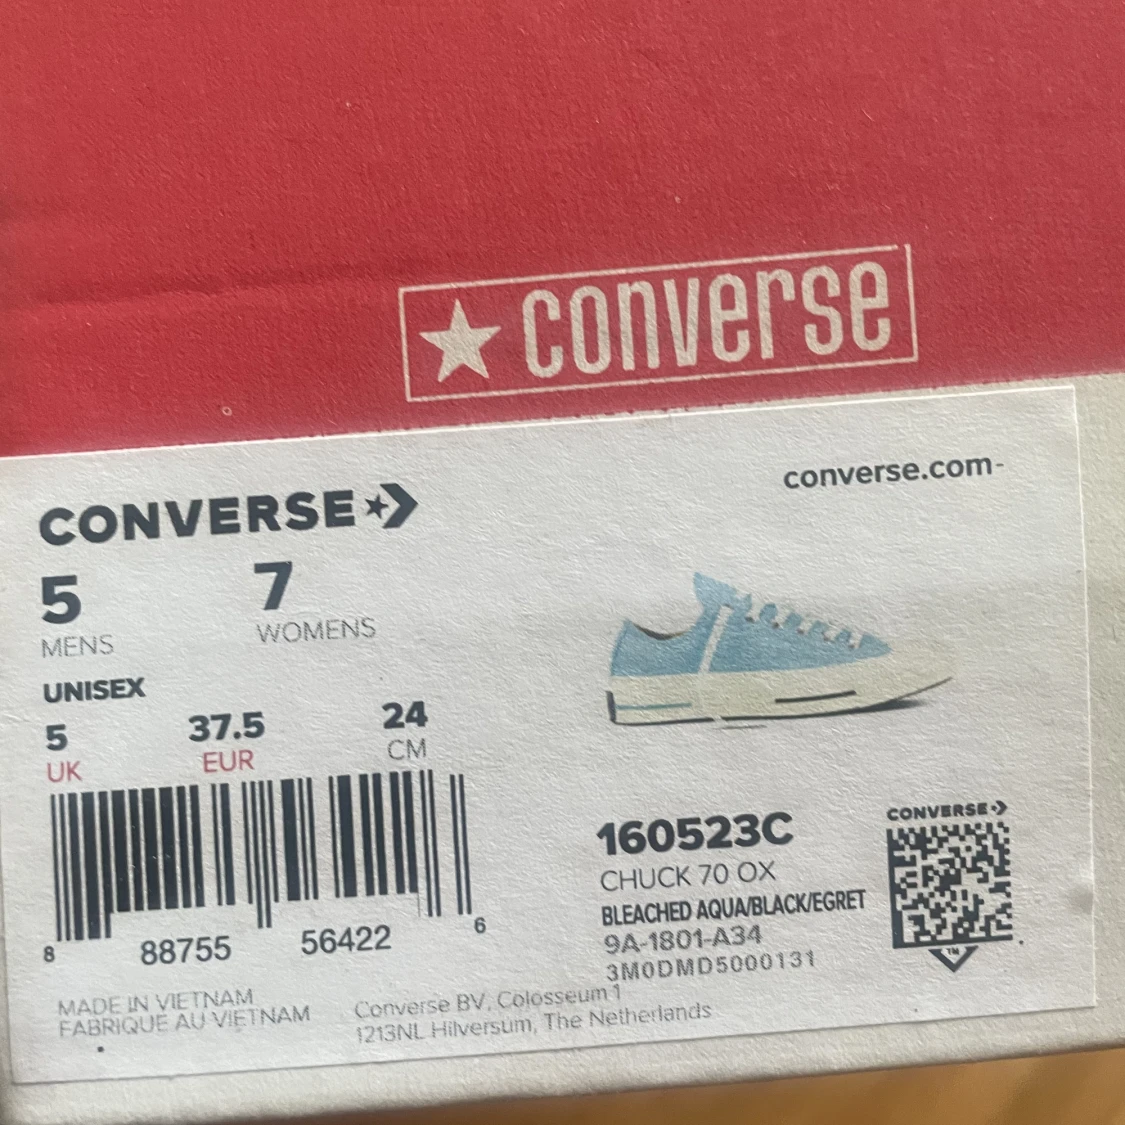 converse
converse.com
CONVERSE
5 7
MENS WOMENS
UNISEX
5 37.5 24
UK EUR CM
8 88755 56422 6
160523C
CHUCK 70 OX
BLEACHED AQUA/BLACK/EGRET
9A-1801-A34
3M0DMD5000131
CONVERSE
TM
MADE IN VIETNAM
FABRIQUE AU VIETNAM
Converse BV, Colosseum 1
1213NL Hilversum, The Netherlands